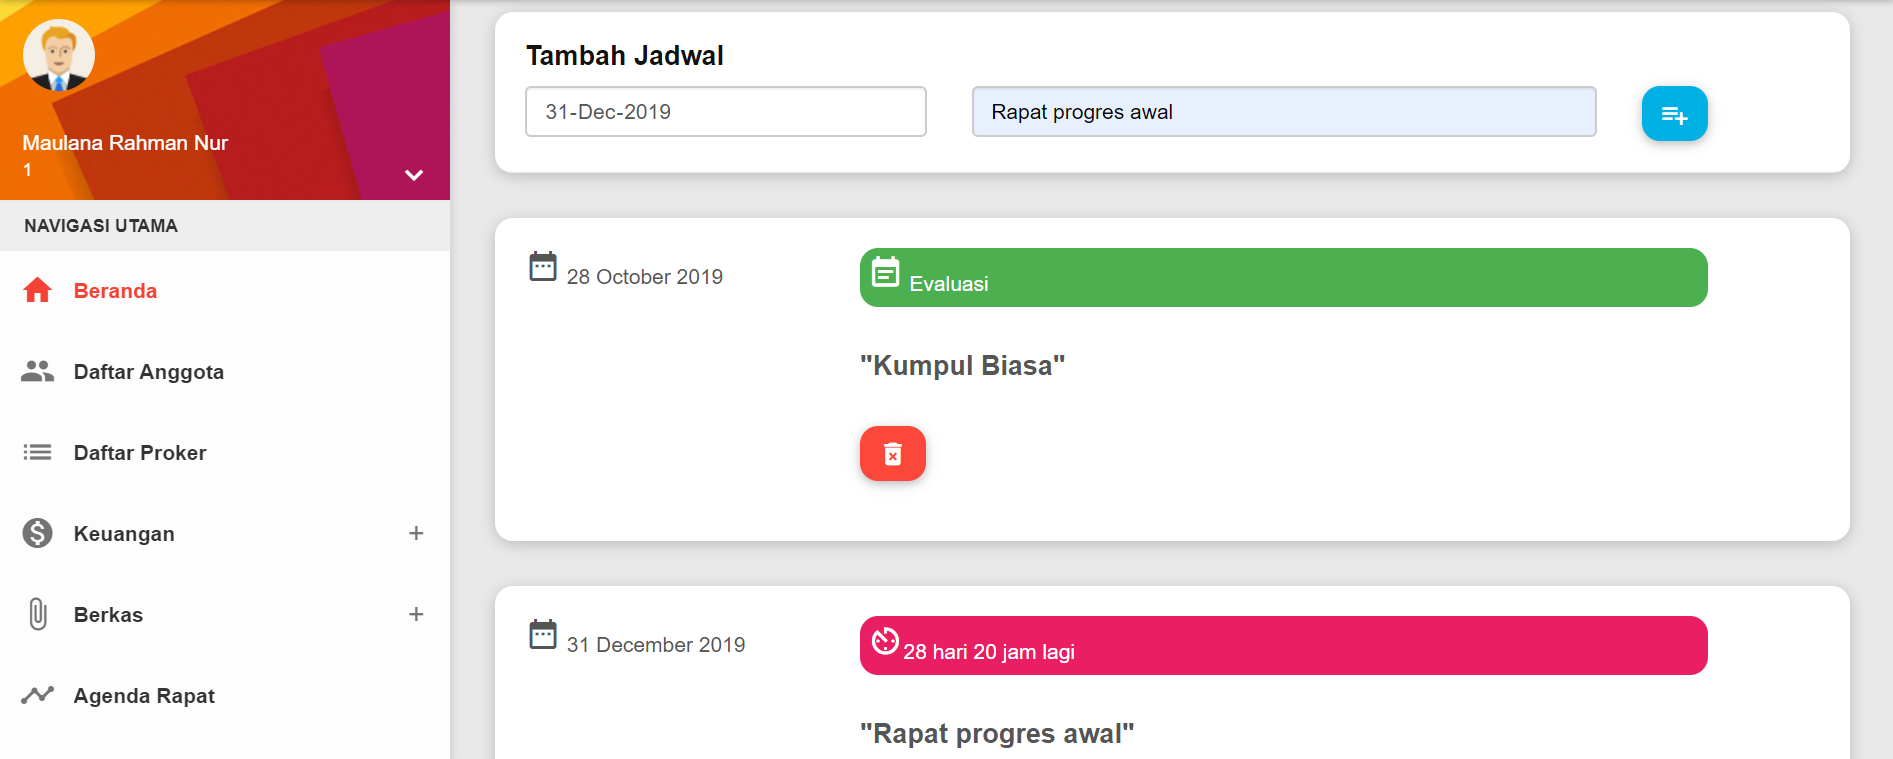 Maulana Rahman Nur
1
NAVIGASI UTAMA
Beranda
Daftar Anggota
Daftar Proker
Keuangan +
Berkas +
Agenda Rapat
Tambah Jadwal
31-Dec-2019
Rapat progres awal
28 October 2019
Evaluasi
"Kumpul Biasa"
31 December 2019
28 hari 20 jam lagi
"Rapat progres awal"